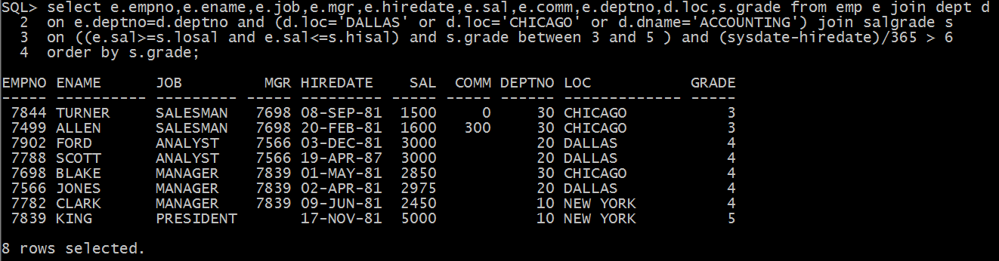 SQL> select e.empno,e.ename,e.job,e.mgr,e.hiredate,e.sal,e.comm,e.deptno,d.loc,s.grade from emp e join dept d
  2  on e.deptno=d.deptno and (d.loc='DALLAS' or d.loc='CHICAGO' or d.dname='ACCOUNTING') join salgrade s
  3  on ((e.sal>=s.losal and e.sal<=s.hisal) and s.grade between 3 and 5 ) and (sysdate-hiredate)/365 > 6
  4  order by s.grade;
EMPNO ENAME      JOB         MGR HIREDATE    SAL  COMM DEPTNO LOC                GRADE
----- ---------- --------- ----- --------- ----- ----- ------ ------------- -----
 7844 TURNER     SALESMAN   7698 08-SEP-81  1500     0     30 CHICAGO            3
 7499 ALLEN      SALESMAN   7698 20-FEB-81  1600   300     30 CHICAGO            3
 7902 FORD       ANALYST    7566 03-DEC-81  3000           20 DALLAS             4
 7788 SCOTT      ANALYST    7566 19-APR-87  3000           20 DALLAS             4
 7698 BLAKE      MANAGER    7839 01-MAY-81  2850           30 CHICAGO            4
 7566 JONES      MANAGER    7839 02-APR-81  2975           20 DALLAS             4
 7782 CLARK      MANAGER    7839 09-JUN-81  2450           10 NEW YORK           4
 7839 KING       PRESIDENT       17-NOV-81  5000           10 NEW YORK           5
8 rows selected.